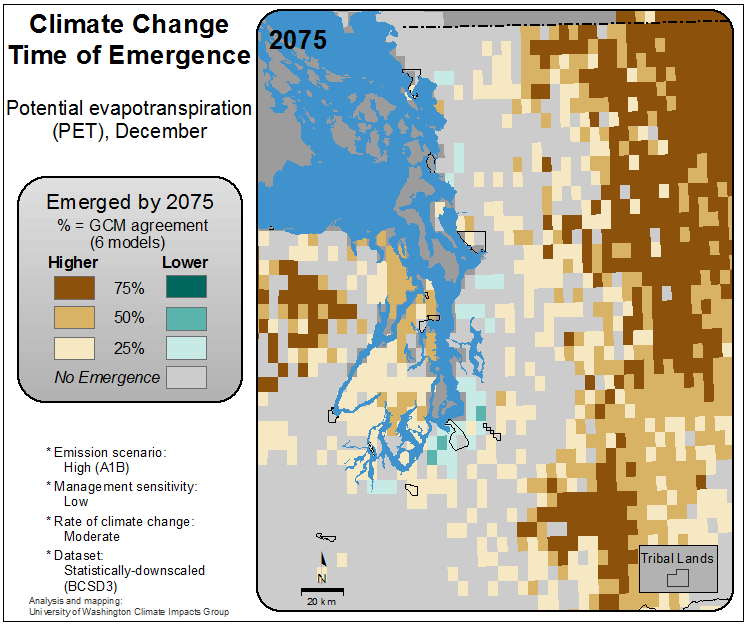 Climate Change
Time of Emergence
Potential evapotranspiration
(PET), December
Emerged by 2075
% = GCM agreement
(6 models)
Higher Lower
75%
50%
25%
No Emergence
* Emission scenario:
High (A1B)
* Management sensitivity:
Low
* Rate of climate change:
Moderate
* Dataset:
Statistically-downscaled
(BCSD3)
Analysis and mapping:
University of Washington Climate Impacts Group
2075
N
20 km
Tribal Lands